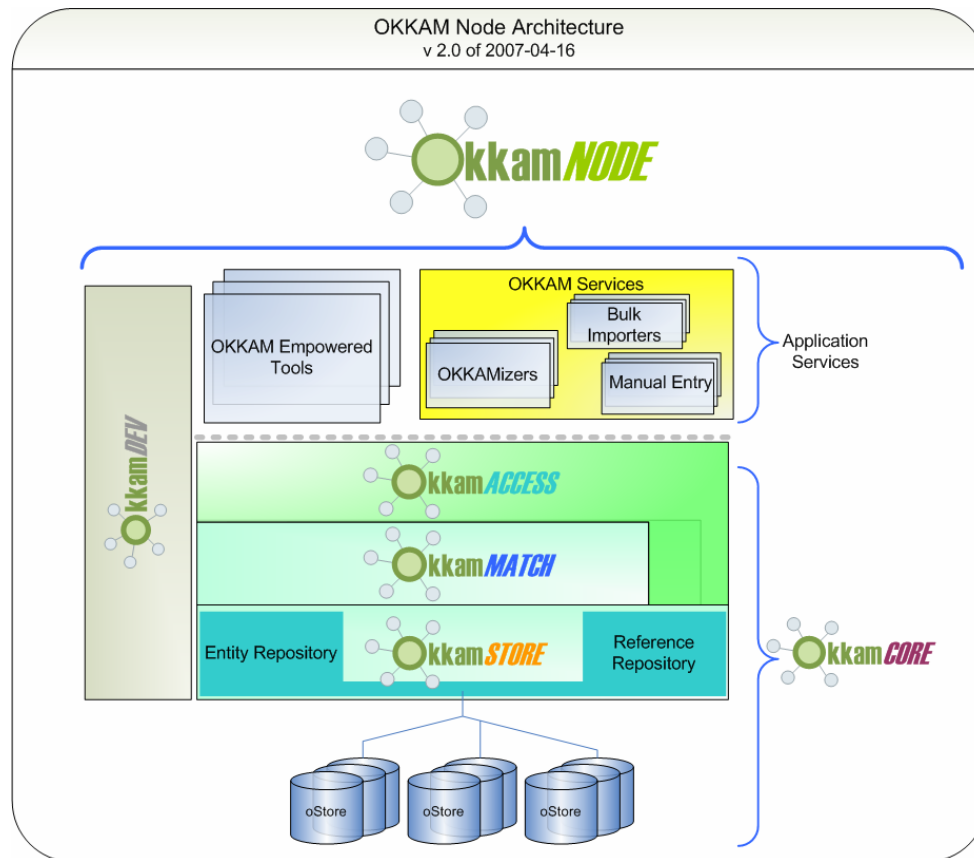 OKKAM Node Architecture
v 2.0 of 2007-04-16
OkkamNODE
OKKAM Services
Bulk
Importers
OKKAM Empowered
Tools
OKKAMizers
Manual Entry
Application
Services
OkkamDEV
OkkamACCESS
OkkamMATCH
Entity Repository
OkkamSTORE
Reference
Repository
OkkamCORE
oStore
oStore
oStore